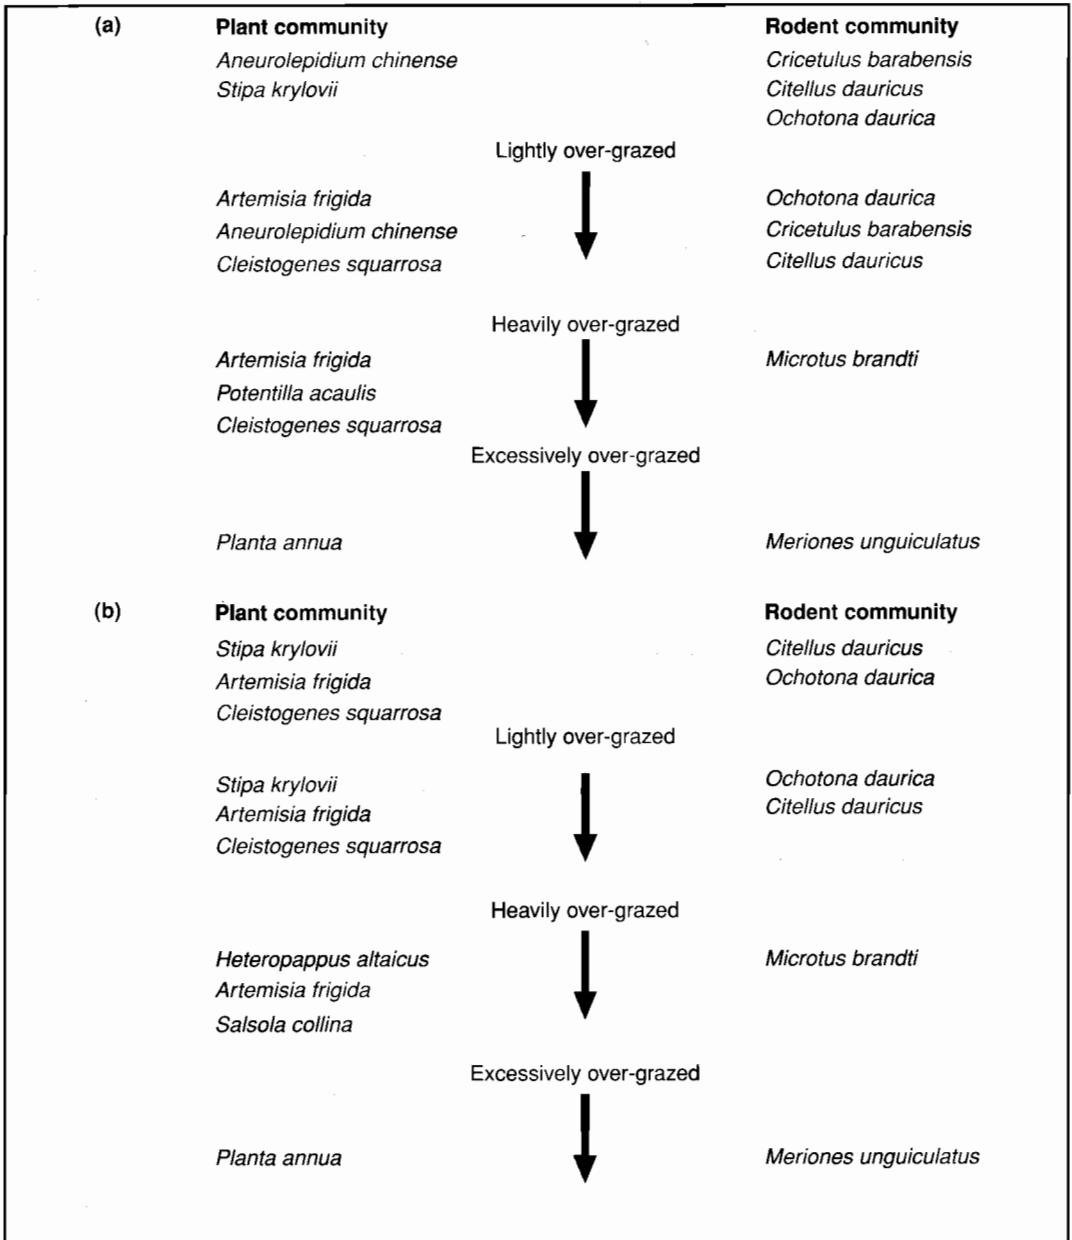 (a) Plant community Rodent community
Aneurolepidium chinense Cricetulus barabensis
Stipa krylovii Citellus dauricus
Ochotona daurica
Lightly over-grazed
Artemisia frigida Ochotona daurica
Aneurolepidium chinense Cricetulus barabensis
Cleistogenes squarrosa Citellus dauricus
Heavily over-grazed
Artemisia frigida Microtus brandti
Potentilla acaulis
Cleistogenes squarrosa
Excessively over-grazed
Planta annua Meriones unguiculatus
(b) Plant community Rodent community
Stipa krylovii Citellus dauricus
Artemisia frigida Ochotona daurica
Cleistogenes squarrosa
Lightly over-grazed
Stipa krylovii Ochotona daurica
Artemisia frigida Citellus dauricus
Cleistogenes squarrosa
Heavily over-grazed
Heteropappus altaicus Microtus brandti
Artemisia frigida
Salsola collina
Excessively over-grazed
Planta annua Meriones unguiculatus